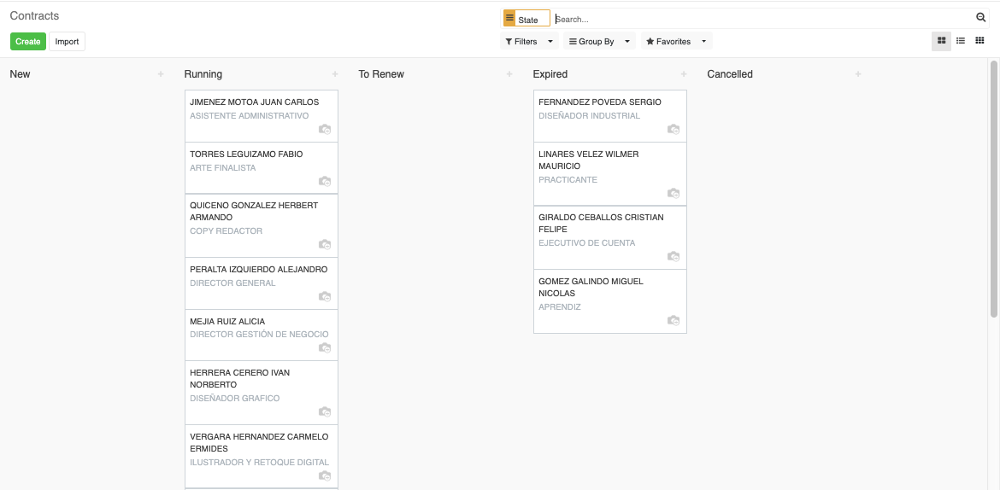 Contracts
State
Search...
Create
Import
Filters
Group By
Favorites
New
Running
To Renew
Expired
Cancelled
JIMENEZ MOTOA JUAN CARLOS
ASISTENTE ADMINISTRATIVO
TORRES LEGUIZAMO FABIO
ARTE FINALISTA
QUICENO GONZALEZ HERBERT
ARMANDO
COPY REDACTOR
PERALTA IZQUIERDO ALEJANDRO
DIRECTOR GENERAL
MEJIA RUIZ ALICIA
DIRECTOR GESTIÓN DE NEGOCIO
HERRERA CERERO IVAN
NORBERTO
DISEÑADOR GRAFICO
VERGARA HERNANDEZ CARMELO
ERMIDES
ILUSTRADOR Y RETOQUE DIGITAL
FERNANDEZ POVEDA SERGIO
DISEÑADOR INDUSTRIAL
LINARES VELEZ WILMER
MAURICIO
PRACTICANTE
GIRALDO CEBALLOS CRISTIAN
FELIPE
EJECUTIVO DE CUENTA
GOMEZ GALINDO MIGUEL
NICOLAS
APRENDIZ